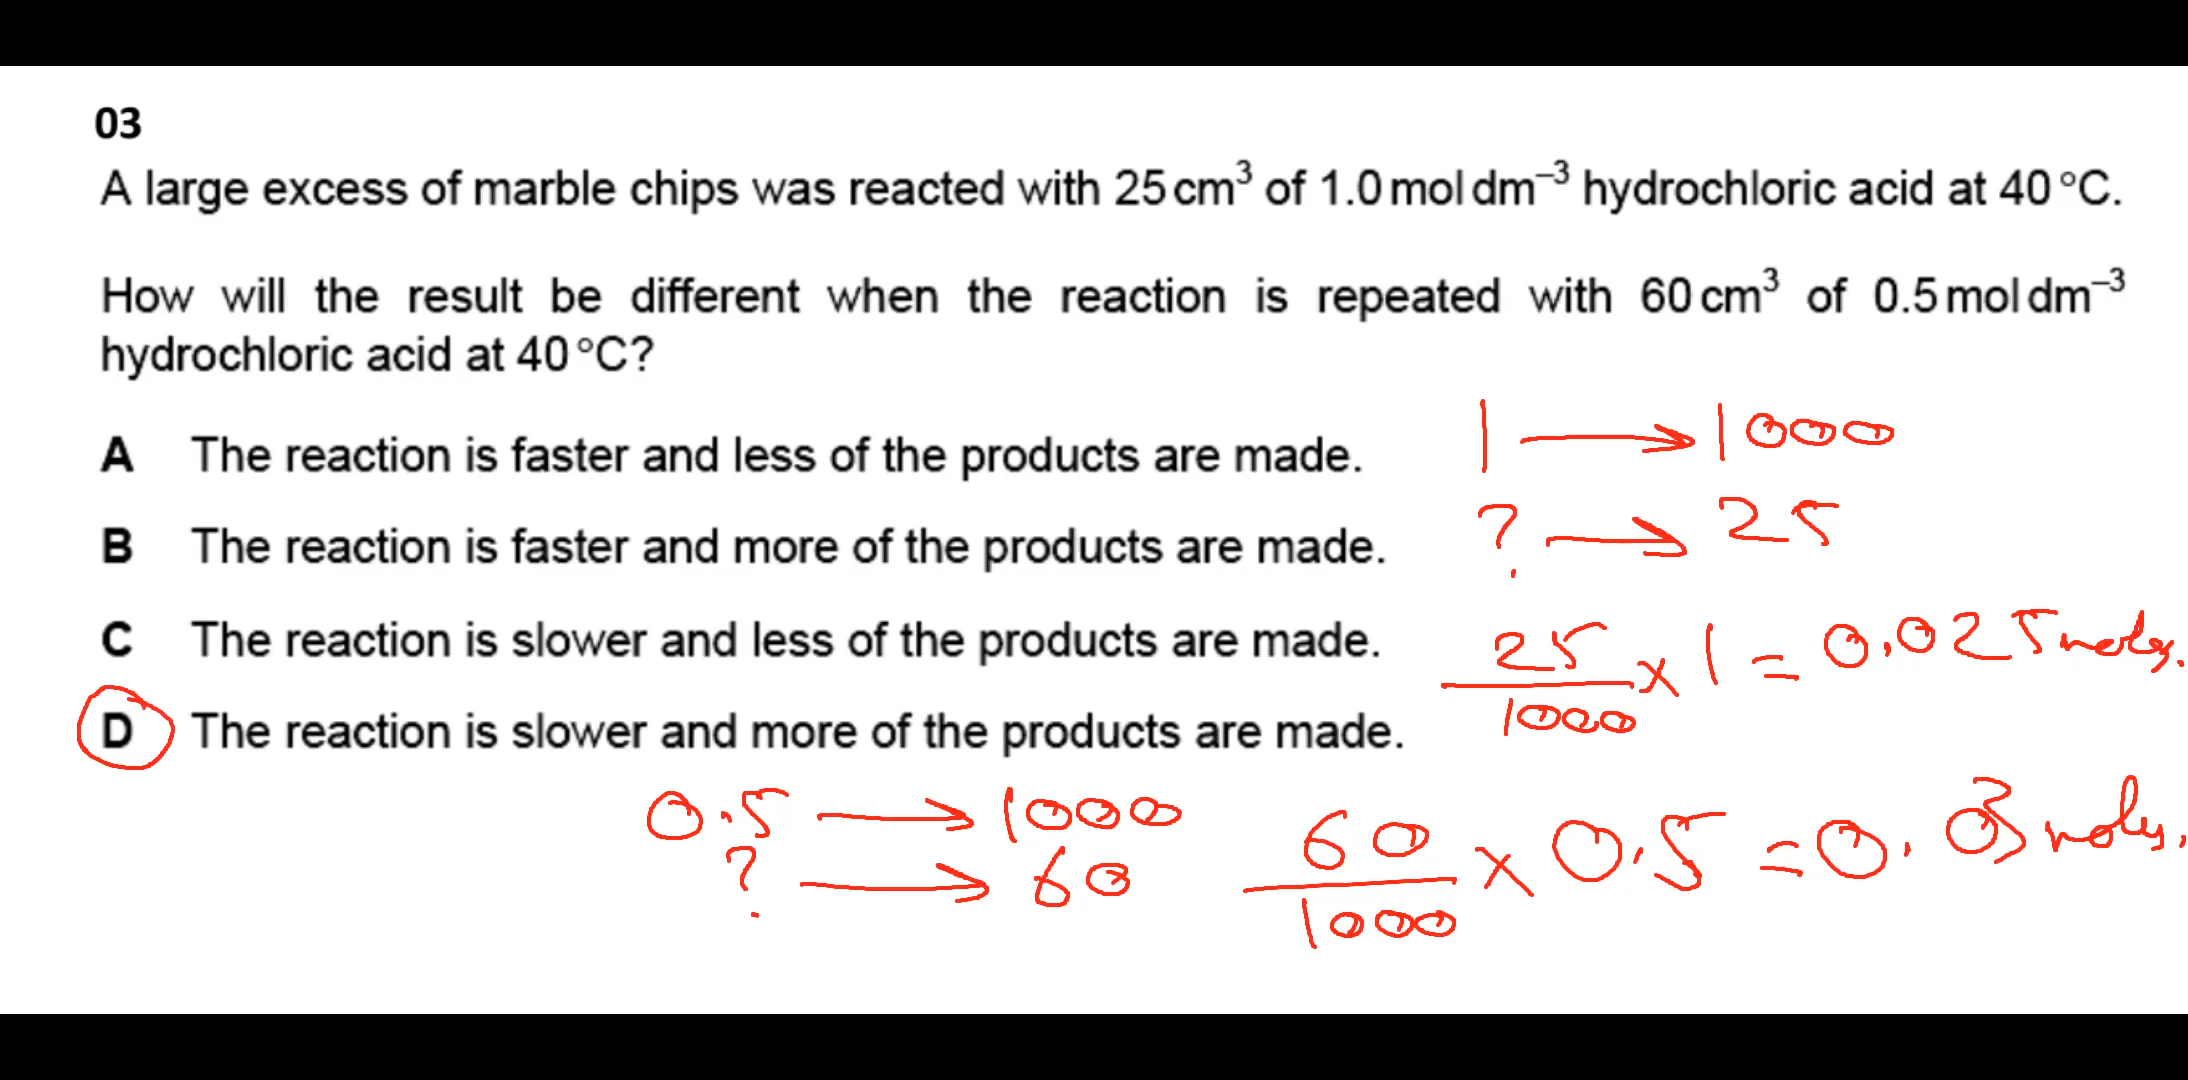 03
A large excess of marble chips was reacted with 25 cm³ of 1.0 mol dm⁻³ hydrochloric acid at 40 °C.
How will the result be different when the reaction is repeated with 60 cm³ of 0.5 mol dm⁻³
hydrochloric acid at 40 °C?
A The reaction is faster and less of the products are made.
B The reaction is faster and more of the products are made.
C The reaction is slower and less of the products are made.
D The reaction is slower and more of the products are made.
1 → 1000
? → 25
25/1000 × 1 = 0.025 moles.
0.5 → 1000
? → 60
60/1000 × 0.5 = 0.03 moles.